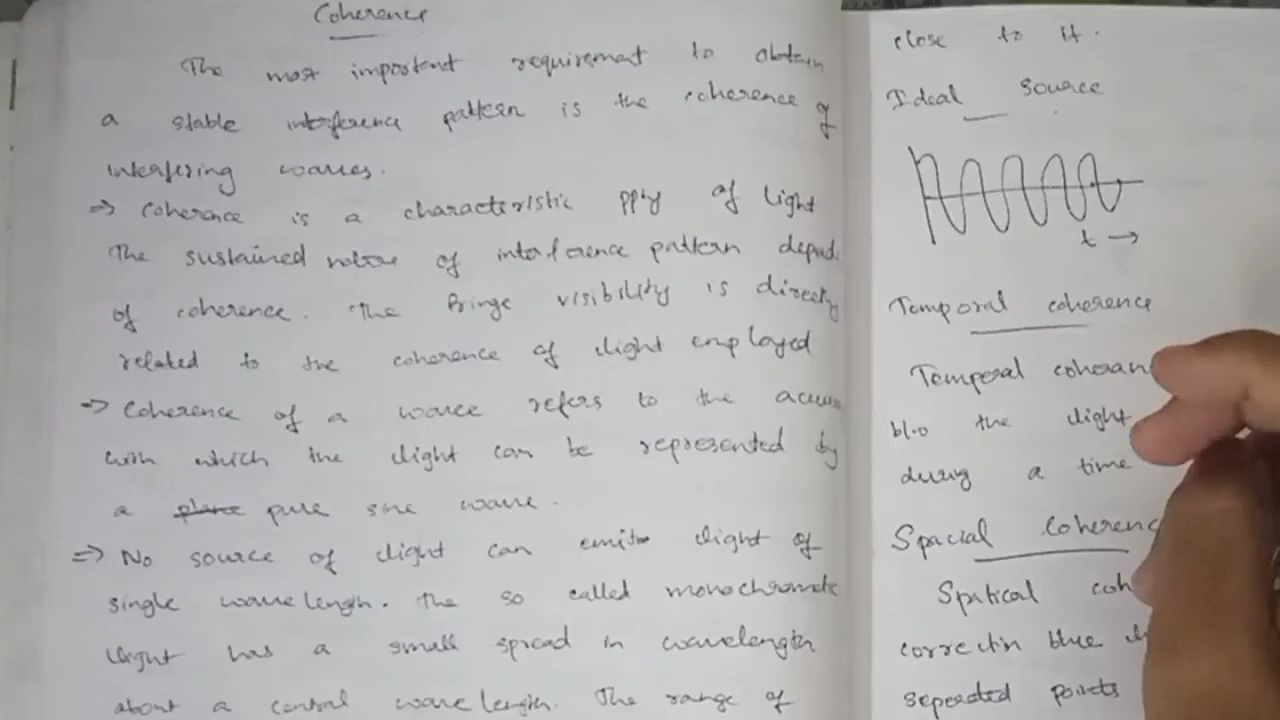 Coherence
The most important requirement to obtain
a stable interference pattern is the coherence of
interfering waves.
=> Coherence is a characteristic ppty of light
The sustained nature of interference pattern depend
of coherence. The fringe visibility is directly
related to the coherence of light employed
=> Coherence of a wave refers to the
with which the light can be represented by
a plane pure sine wave.
=> No source of light can emit light of
single wavelength. The so called monochromatic
light has a small spread in wavelength
about a central wavelength. The range of
close to it.
Ideal source
t →
Temporal coherence
Temporal coheran
b/w the light
during a time
Spacial Coherenc
Spatical coh
correctin blue
seperated points